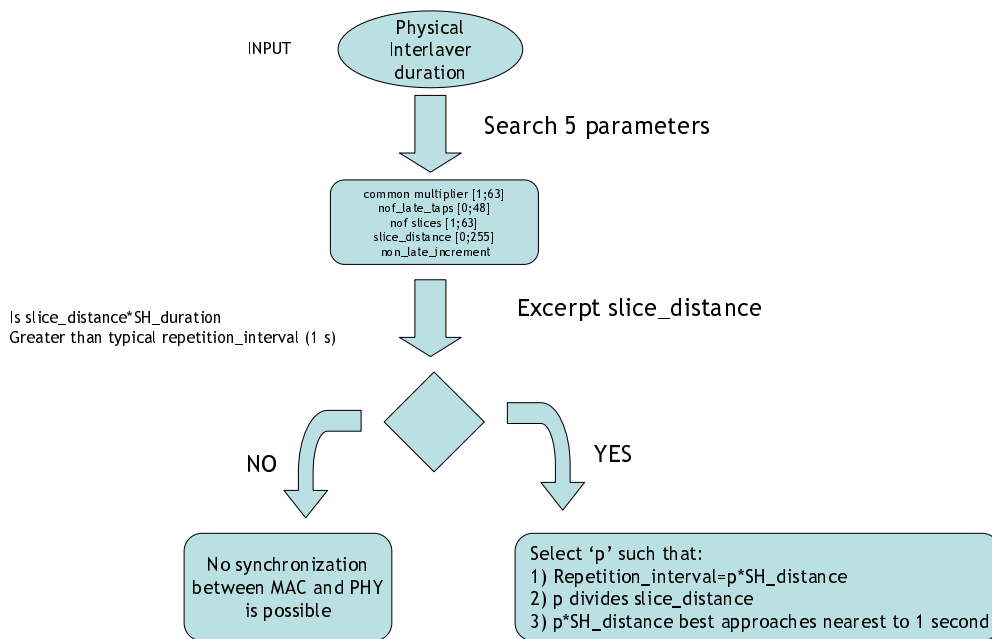 INPUT
Physical
Interlaver
duration
Search 5 parameters
common multiplier [1;63]
nof_late_taps [0;48]
nof slices [1;63]
slice_distance [0;255]
non_late_increment
Excerpt slice_distance
Is slice_distance*SH_duration
Greater than typical repetition_interval (1 s)
NO
YES
No synchronization
between MAC and PHY
is possible
Select ‘p’ such that:
1) Repetition_interval=p*SH_distance
2) p divides slice_distance
3) p*SH_distance best approaches nearest to 1 second